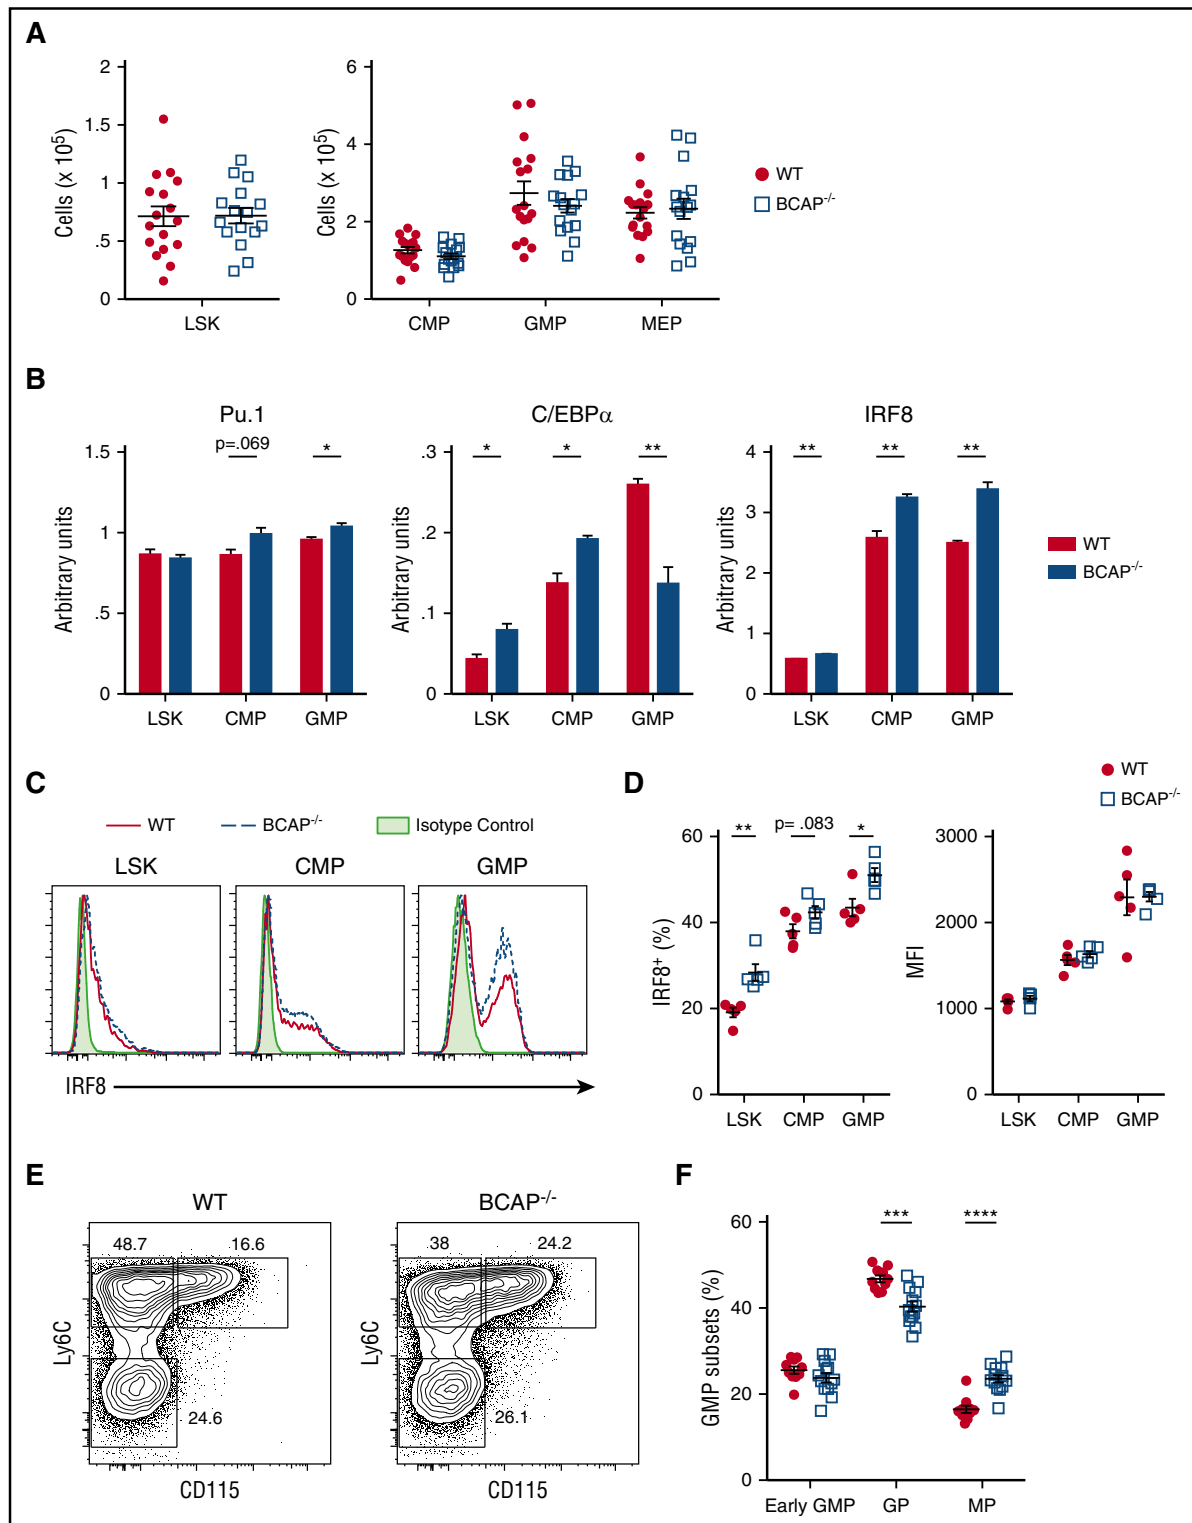 A
2
1.5
1
.5
0
Cells (x 10⁵)
LSK
6
4
2
0
Cells (x 10⁵)
CMP GMP MEP
WT
BCAP⁻/⁻
B
Pu.1
p=.069 *
1.5
1
.5
0
Arbitrary units
LSK CMP GMP
C/EBPα
* * **
.3
.2
.1
0
Arbitrary units
LSK CMP GMP
IRF8
** ** **
4
3
2
1
0
Arbitrary units
LSK CMP GMP
WT
BCAP⁻/⁻
C
WT BCAP⁻/⁻ Isotype Control
LSK CMP GMP
IRF8
D
WT
BCAP⁻/⁻
** p= .083 *
60
40
20
0
IRF8⁺ (%)
LSK CMP GMP
3000
2000
1000
0
MFI
LSK CMP GMP
E
WT
48.7 16.6
24.6
Ly6C
CD115
BCAP⁻/⁻
38 24.2
26.1
Ly6C
CD115
F
*** ****
60
40
20
0
GMP subsets (%)
Early GMP GP MP